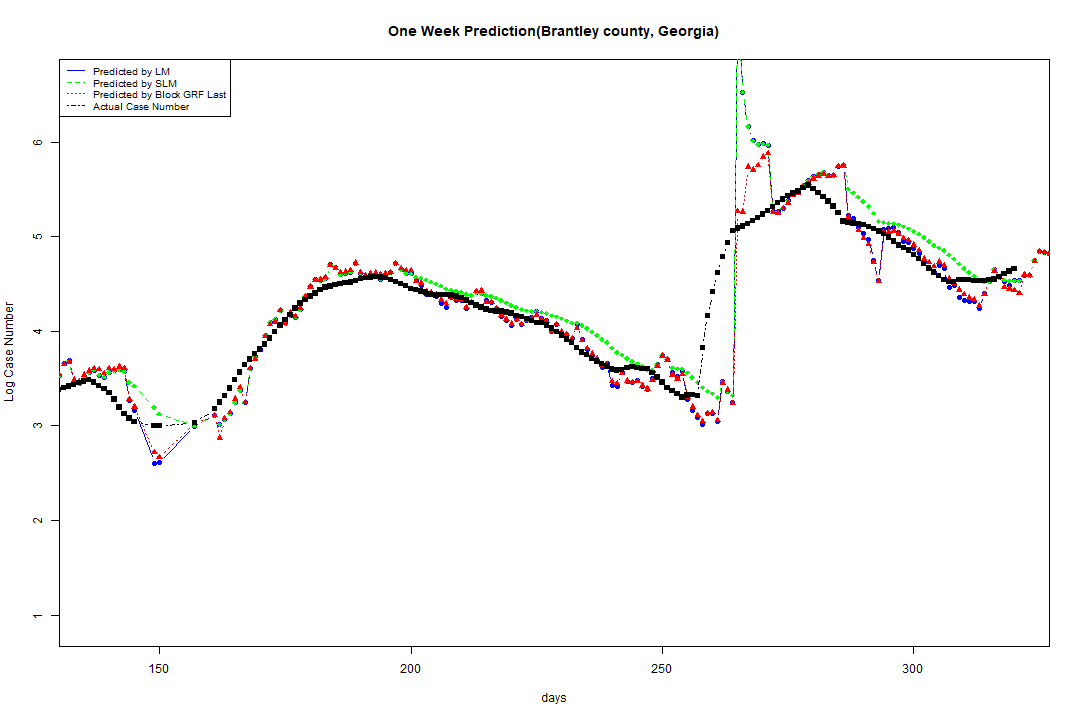 One Week Prediction(Brantley county, Georgia)
Predicted by LM
Predicted by SLM
Predicted by Block GRF Last
Actual Case Number
Log Case Number
6
5
4
3
2
1
150
200
250
300
days